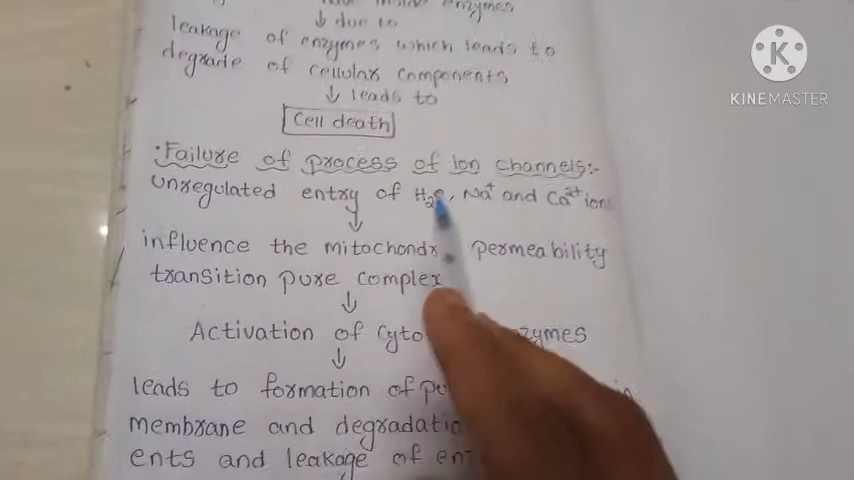 enzymes
↓ due to
leakage of enzymes which leads to
degrade of cellular components
↓ leads to
Cell death
• Failure of process of ion channels:-
unregulated entry of H₂O, Na⁺ and Ca²⁺ ion
↓
influence the mitochondr permeability
transition pure complex
↓
Activation of Cyto
↓
leads to formation of
membrane and degradatio
ents and leakage of en
K
KINEMASTER